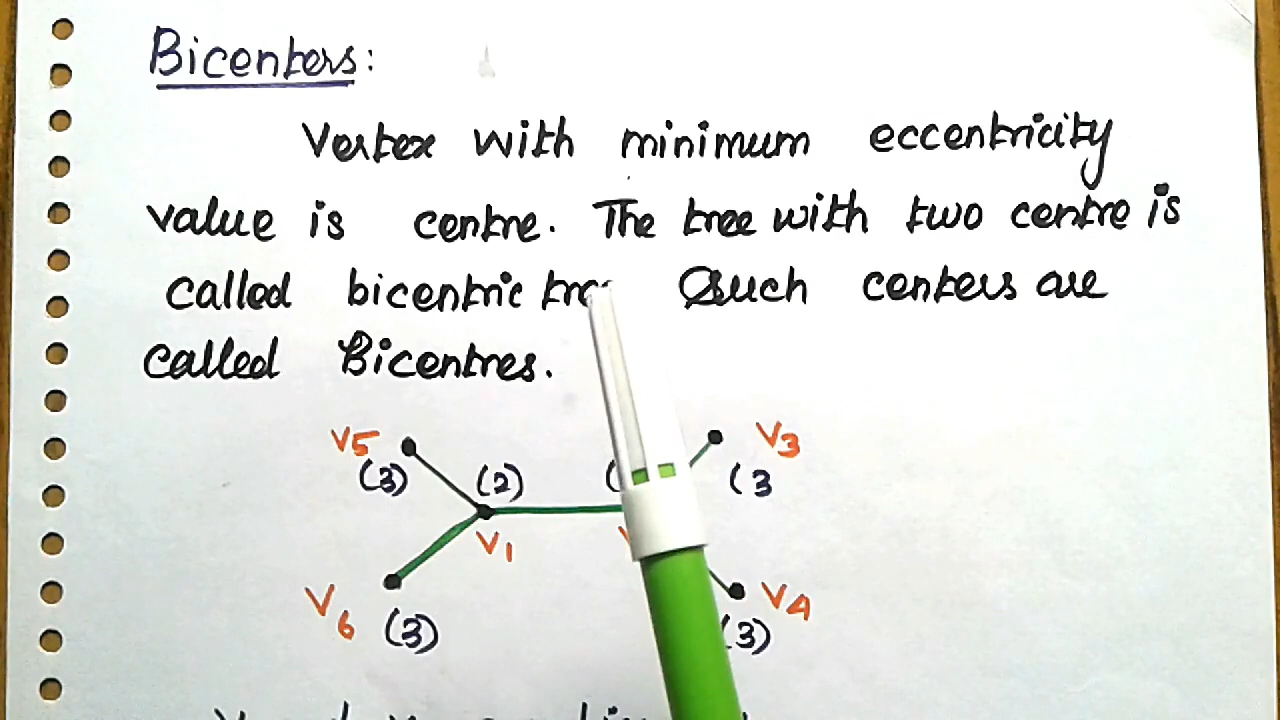 Bicenters:
Vertex with minimum eccentricity
value is centre. The tree with two centre is
called bicentric Such centers are
called Bicentres.
V5 V3
(3) (2) (3
V1
V6 V4
(3) (3)